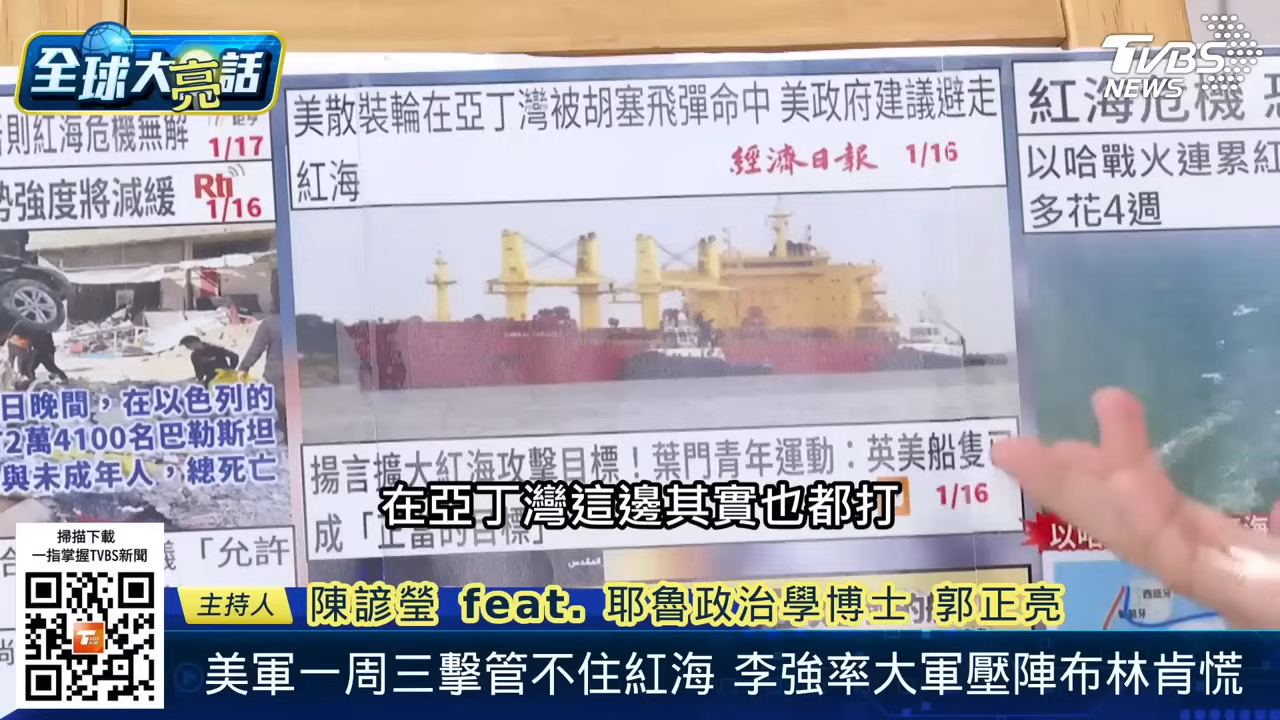 全球大亮話
TVBS
NEWS
則紅海危機無解
1/17
強度將減緩
Rti
1/16
日晚間，在以色列的
2萬4100名巴勒斯坦
與未成年人，總死亡
「允許
美散裝輪在亞丁灣被胡塞飛彈命中 美政府建議避走
紅海
經濟日報 1/16
揚言擴大紅海攻擊目標！葉門青年運動：英美船隻已
成「正當的目標」
1/16
紅海危機
以哈戰火連累紅
多花4週
以哈
西班牙
在亞丁灣這邊其實也都打
掃描下載
一指掌握TVBS新聞
主持人 陳諺瑩 feat. 耶魯政治學博士 郭正亮
美軍一周三擊管不住紅海 李強率大軍壓陣布林肯慌